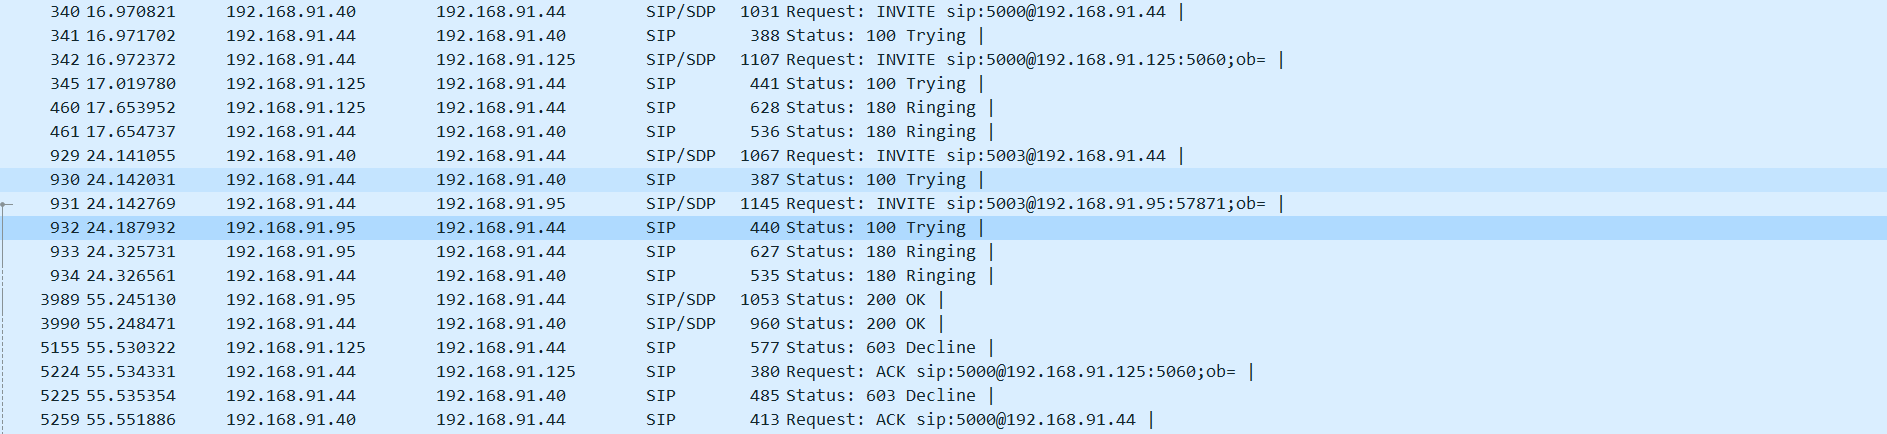 340 16.970821 192.168.91.40 192.168.91.44 SIP/SDP 1031 Request: INVITE sip:5000@192.168.91.44 |
341 16.971702 192.168.91.44 192.168.91.40 SIP 388 Status: 100 Trying |
342 16.972372 192.168.91.44 192.168.91.125 SIP/SDP 1107 Request: INVITE sip:5000@192.168.91.125:5060;ob= |
345 17.019780 192.168.91.125 192.168.91.44 SIP 441 Status: 100 Trying |
460 17.653952 192.168.91.125 192.168.91.44 SIP 628 Status: 180 Ringing |
461 17.654737 192.168.91.44 192.168.91.40 SIP 536 Status: 180 Ringing |
929 24.141055 192.168.91.40 192.168.91.44 SIP/SDP 1067 Request: INVITE sip:5003@192.168.91.44 |
930 24.142031 192.168.91.44 192.168.91.40 SIP 387 Status: 100 Trying |
931 24.142769 192.168.91.44 192.168.91.95 SIP/SDP 1145 Request: INVITE sip:5003@192.168.91.95:57871;ob= |
932 24.187932 192.168.91.95 192.168.91.44 SIP 440 Status: 100 Trying |
933 24.325731 192.168.91.95 192.168.91.44 SIP 627 Status: 180 Ringing |
934 24.326561 192.168.91.44 192.168.91.40 SIP 535 Status: 180 Ringing |
3989 55.245130 192.168.91.95 192.168.91.44 SIP/SDP 1053 Status: 200 OK |
3990 55.248471 192.168.91.44 192.168.91.40 SIP/SDP 960 Status: 200 OK |
5155 55.530322 192.168.91.125 192.168.91.44 SIP 577 Status: 603 Decline |
5224 55.534331 192.168.91.44 192.168.91.125 SIP 380 Request: ACK sip:5000@192.168.91.125:5060;ob= |
5225 55.535354 192.168.91.44 192.168.91.40 SIP 485 Status: 603 Decline |
5259 55.551886 192.168.91.40 192.168.91.44 SIP 413 Request: ACK sip:5000@192.168.91.44 |